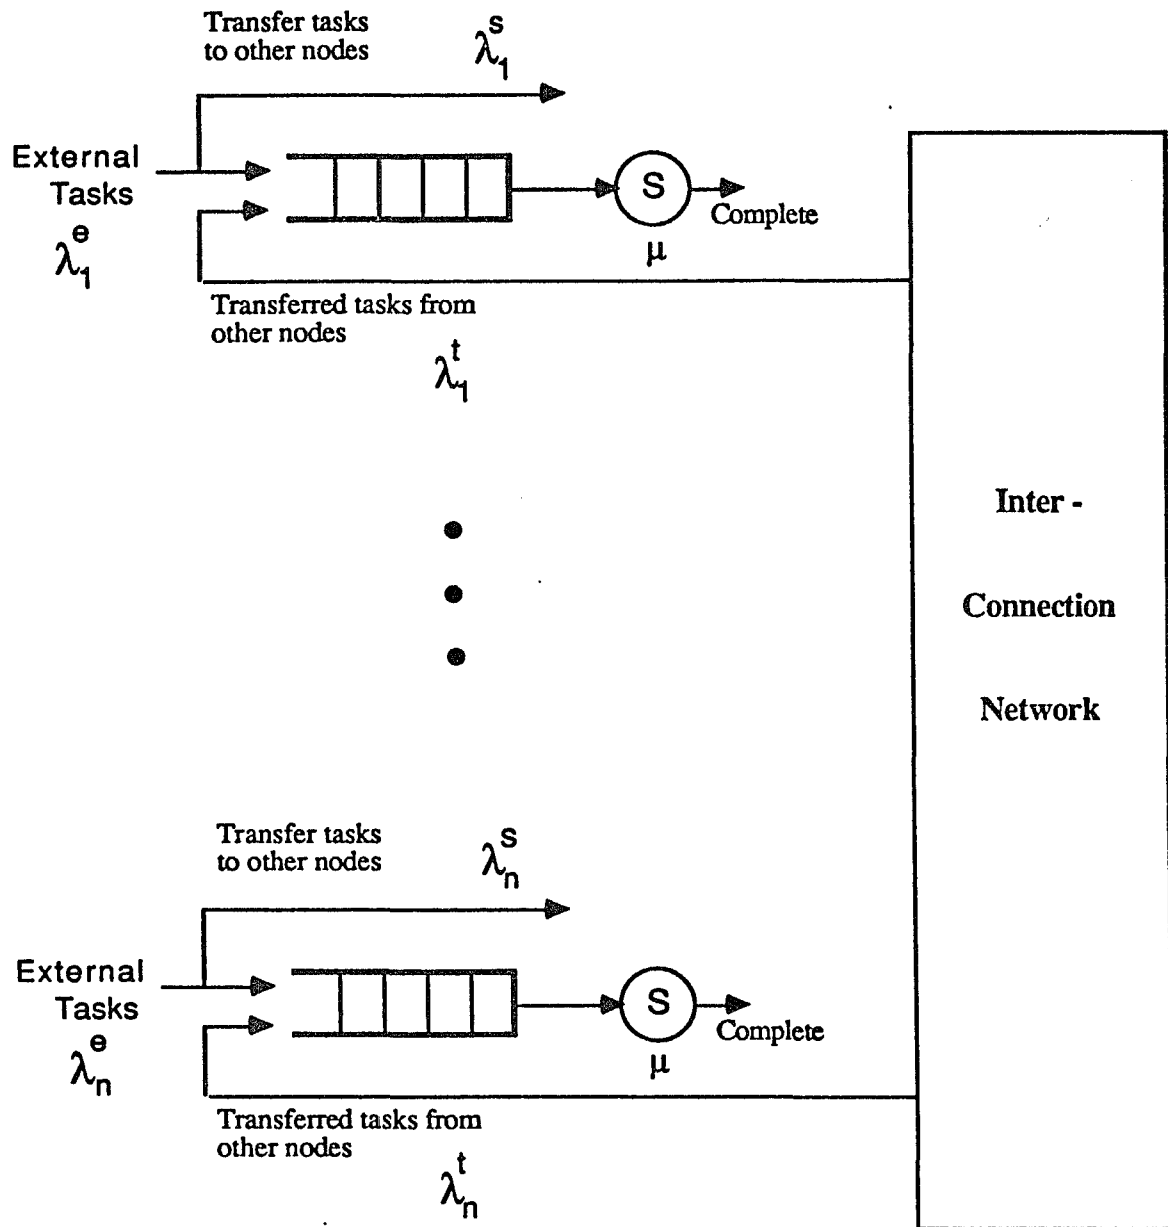 Transfer tasks
to other nodes
λ₁ˢ
External
Tasks
λ₁ᵉ
S
Complete
μ
Transferred tasks from
other nodes
λ₁ᵗ
Inter -
Connection
Network
Transfer tasks
to other nodes
λₙˢ
External
Tasks
λₙᵉ
S
Complete
μ
Transferred tasks from
other nodes
λₙᵗ